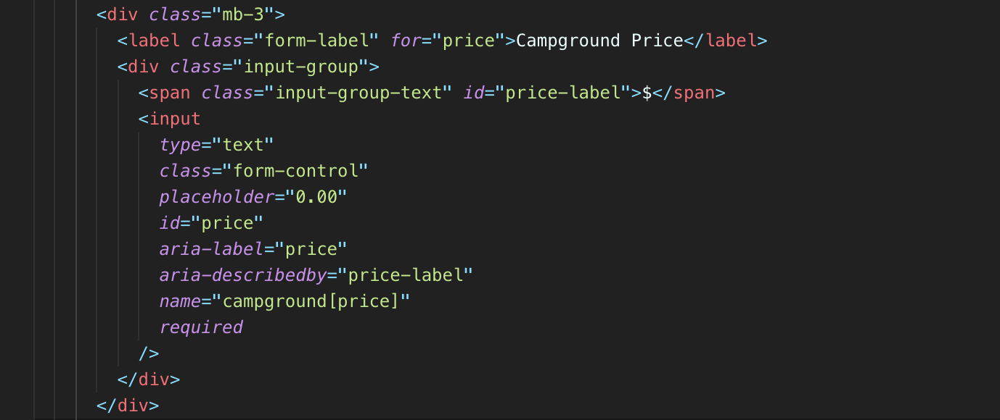 <div class="mb-3">
<label class="form-label" for="price">Campground Price</label>
<div class="input-group">
<span class="input-group-text" id="price-label">$</span>
<input
type="text"
class="form-control"
placeholder="0.00"
id="price"
aria-label="price"
aria-describedby="price-label"
name="campground[price]"
required
/>
</div>
</div>